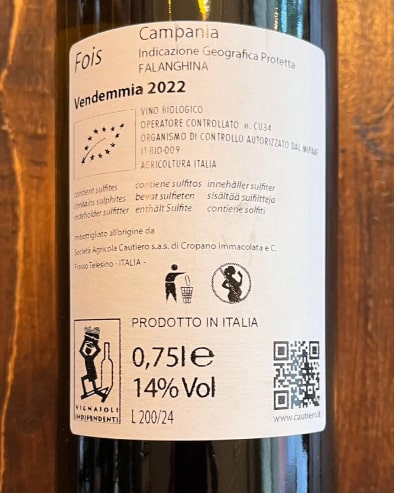 Fois
Campania
Indicazione Geografica Protetta
FALANGHINA
Vendemmia 2022
VINO BIOLOGICO
OPERATORE CONTROLLATO n. CU34
ORGANISMO DI CONTROLLO AUTORIZZATO DAL MIPAAF
IT-BIO-009
AGRICOLTURA ITALIA
contient sulfites contiene sulfitos innehåller sulfiter
contains sulphites bevat sulfieten sisältää sulfiitteja
indeholder sulfitter enthält Sulfite contiene solfiti
imbottigliato all'origine da
Società Agricola Cautiero s.a.s. di Cropano Immacolata e C.
Frasso Telesino - ITALIA -
PRODOTTO IN ITALIA
0,75l e
14% Vol
L 200/24
VIGNAIOLI
INDIPENDENTI
www.cautiero.it